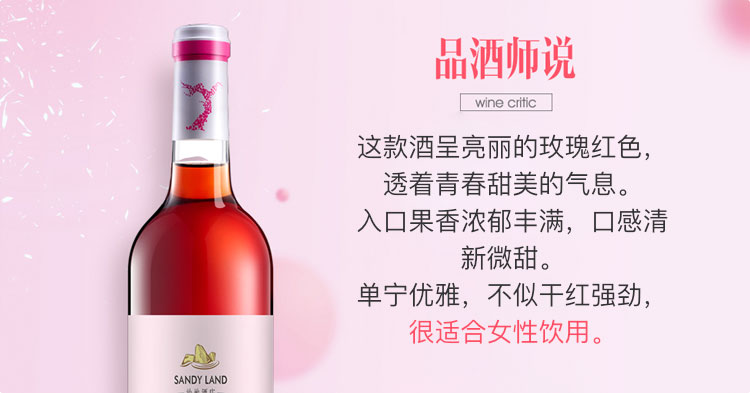 品酒师说
wine critic
这款酒呈亮丽的玫瑰红色，
透着青春甜美的气息。
入口果香浓郁丰满，口感清
新微甜。
单宁优雅，不似干红强劲，
很适合女性饮用。
SANDY LAND